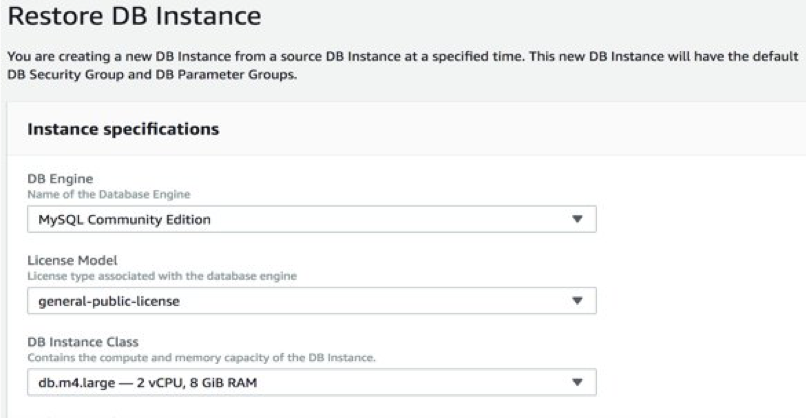 Restore DB Instance
You are creating a new DB Instance from a source DB Instance at a specified time. This new DB Instance will have the default
DB Security Group and DB Parameter Groups.
Instance specifications
DB Engine
Name of the Database Engine
MySQL Community Edition
License Model
License type associated with the database engine
general-public-license
DB Instance Class
Contains the compute and memory capacity of the DB Instance.
db.m4.large — 2 vCPU, 8 GiB RAM